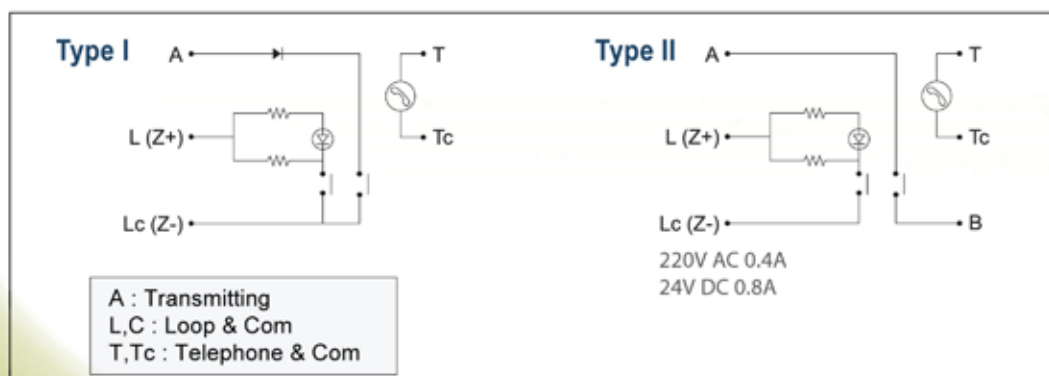 Type I
A
T
L (Z+)
Tc
Lc (Z-)
A : Transmitting
L,C : Loop & Com
T,Tc : Telephone & Com
Type II
A
T
L (Z+)
Tc
Lc (Z-)
B
220V AC 0.4A
24V DC 0.8A